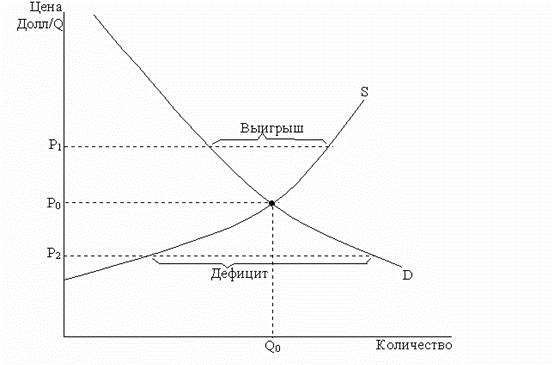 Цена
Долл/Q
S
Выигрыш
P1
P0
P2
Дефицит
D
Q0
Количество